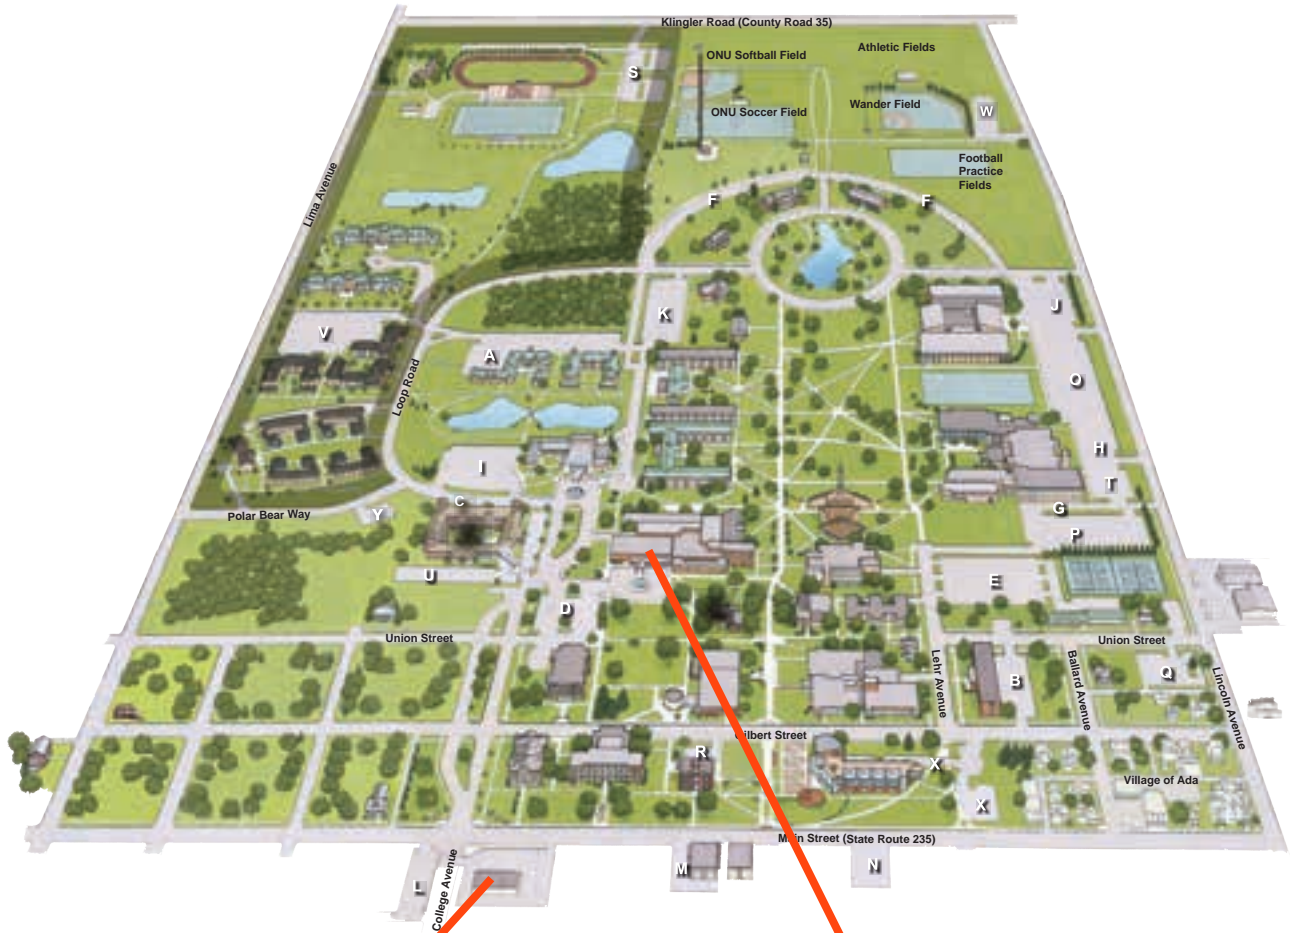 Klingler Road (County Road 35)
ONU Softball Field
Athletic Fields
S
Wander Field
ONU Soccer Field
W
Football
Practice
Fields
Lima Avenue
F
F
J
K
V
A
Loop Road
O
H
I
T
C
G
Polar Bear Way
Y
P
U
E
D
Union Street
Union Street
Lehr Avenue
B
Ballard Avenue
Q
Lincoln Avenue
Gilbert Street
R
X
Village of Ada
X
Main Street (State Route 235)
M
N
L
College Avenue